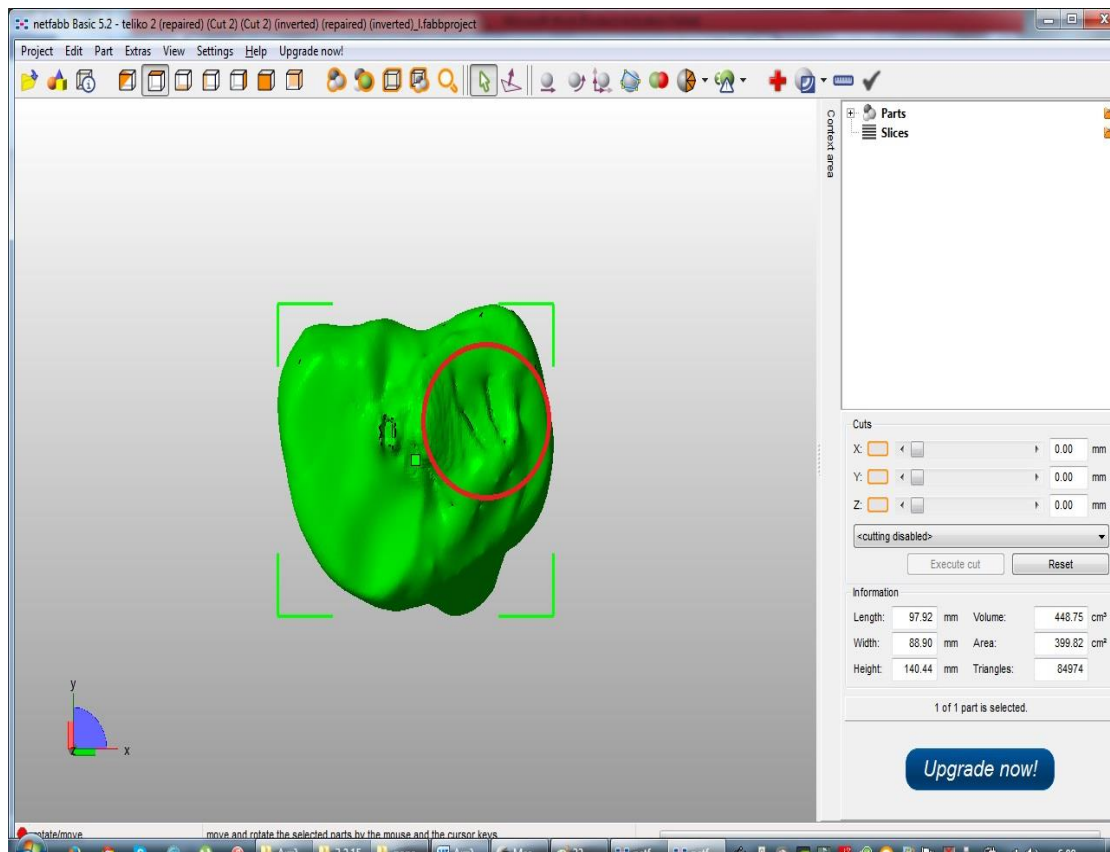 netfabb Basic 5.2 - teliko 2 (repaired) (Cut 2) (Cut 2) (inverted) (repaired) (inverted)_l.fabbproject
Project Edit Part Extras View Settings Help Upgrade now!
Context area
Parts
Slices
Cuts
X: 0.00 mm
Y: 0.00 mm
Z: 0.00 mm
<cutting disabled>
Execute cut Reset
Information
Length: 97.92 mm Volume: 448.75 cm³
Width: 88.90 mm Area: 399.82 cm²
Height: 140.44 mm Triangles: 84974
1 of 1 part is selected.
Upgrade now!
y
z x
rotate/move move and rotate the selected parts by the mouse and the cursor keys